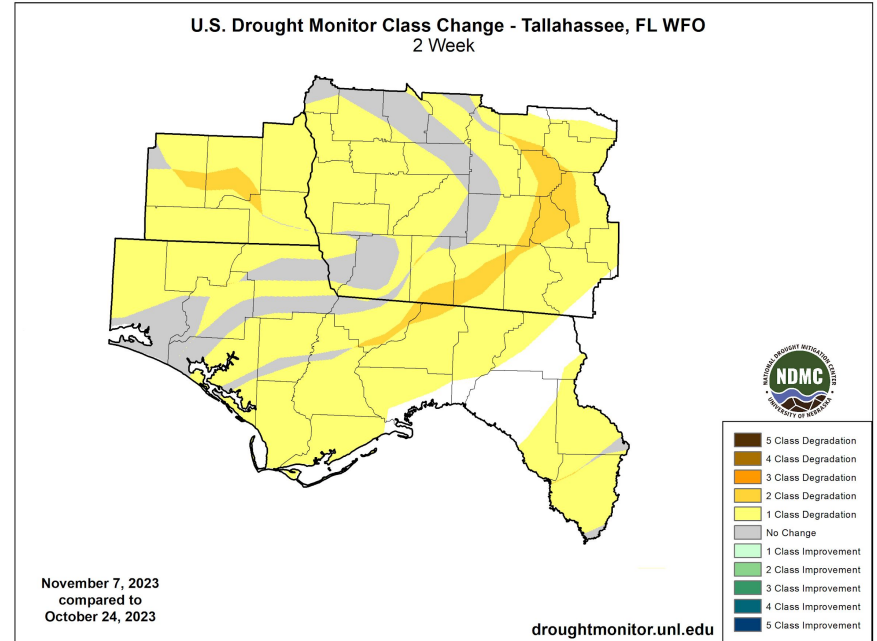 U.S. Drought Monitor Class Change - Tallahassee, FL WFO
2 Week
NATIONAL DROUGHT MITIGATION CENTER
NDMC
UNIVERSITY OF NEBRASKA
5 Class Degradation
4 Class Degradation
3 Class Degradation
2 Class Degradation
1 Class Degradation
No Change
1 Class Improvement
2 Class Improvement
3 Class Improvement
4 Class Improvement
5 Class Improvement
November 7, 2023
compared to
October 24, 2023
droughtmonitor.unl.edu